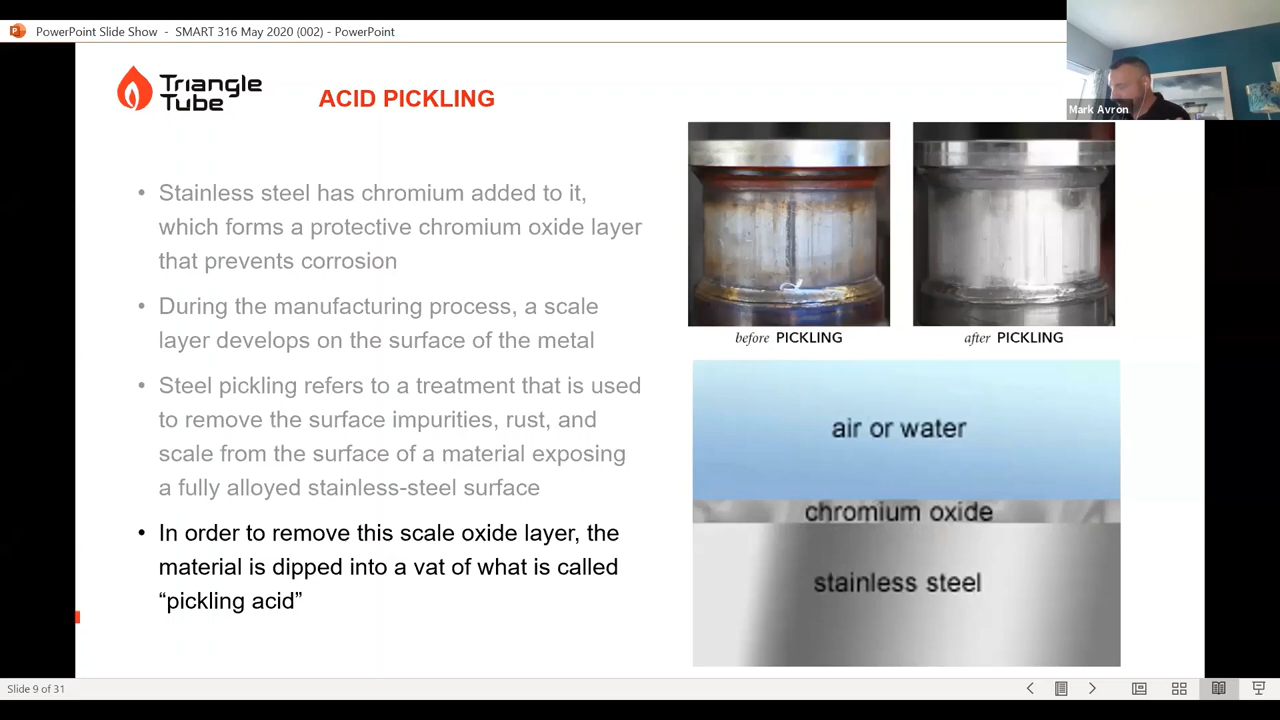 PowerPoint Slide Show - SMART 316 May 2020 (002) - PowerPoint
Mark Avron
Triangle
Tube
ACID PICKLING
• Stainless steel has chromium added to it,
which forms a protective chromium oxide layer
that prevents corrosion
• During the manufacturing process, a scale
layer develops on the surface of the metal
• Steel pickling refers to a treatment that is used
to remove the surface impurities, rust, and
scale from the surface of a material exposing
a fully alloyed stainless-steel surface
• In order to remove this scale oxide layer, the
material is dipped into a vat of what is called
“pickling acid”
before PICKLING
after PICKLING
air or water
chromium oxide
stainless steel
Slide 9 of 31